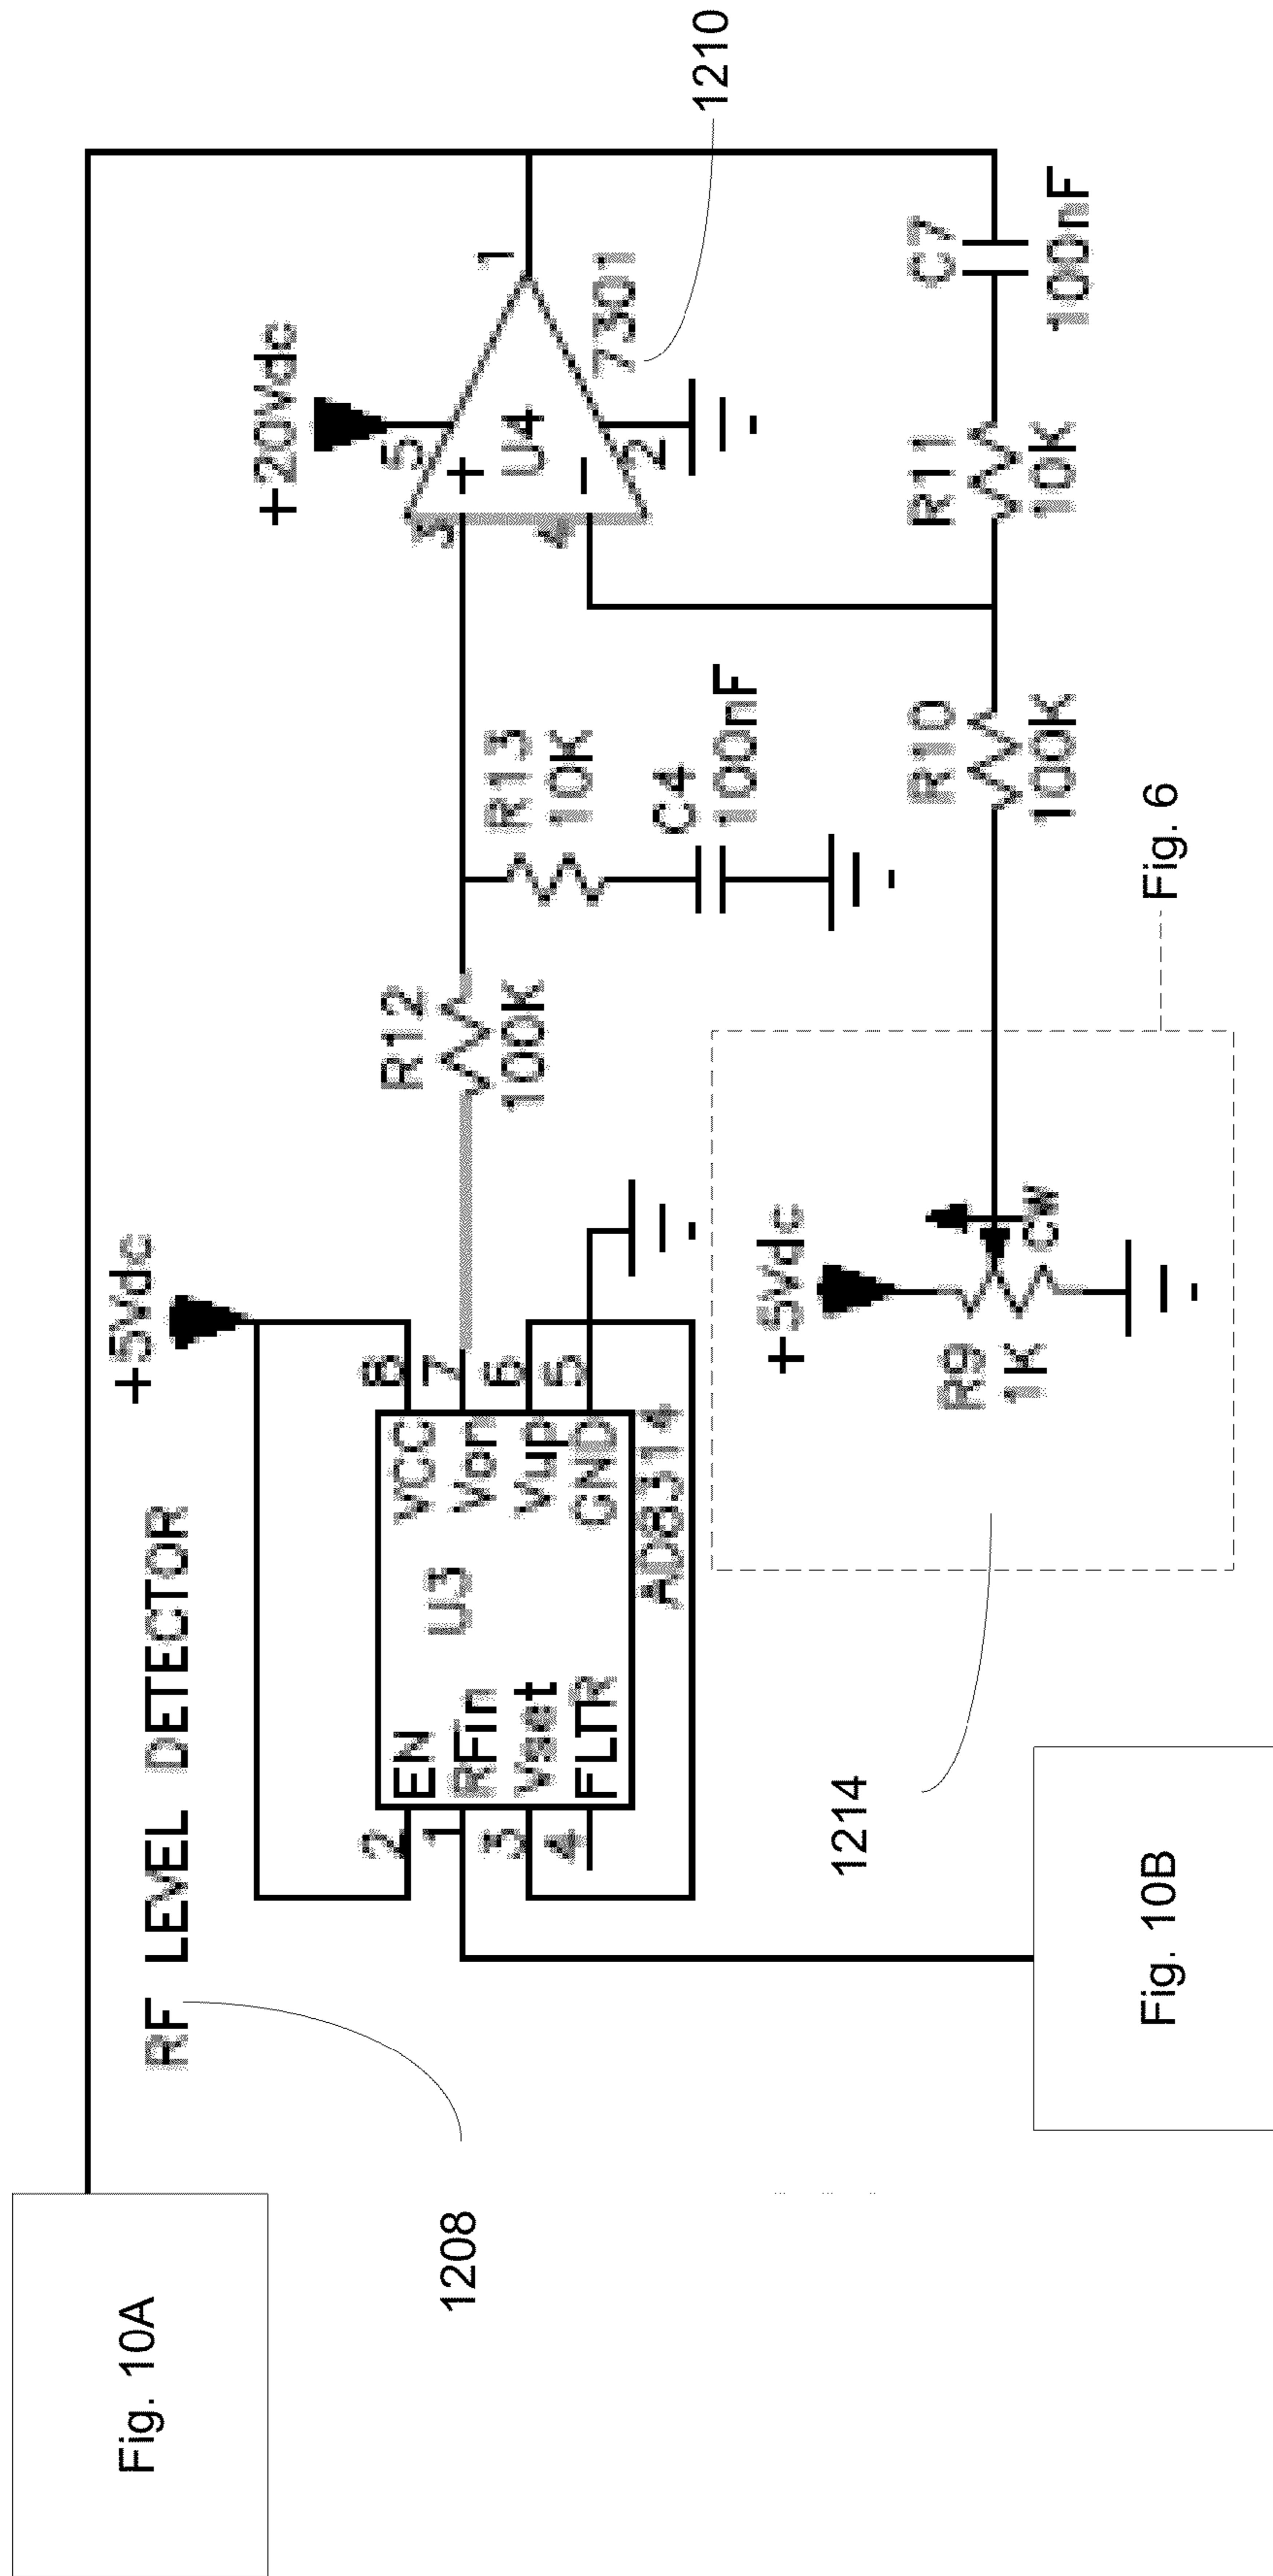 Fig. 10A
1208
RF LEVEL DETECTOR
+5Vdc
2
1
3
4
EN
RFin
Vset
FLTR
U3
VCC
Von
Vup
GND
8
7
6
5
AD8314
R12
100K
R13
10K
C4
100nF
+20Vdc
5
3
+
U4
4
-
2
1
7301
1210
C7
100nF
R11
10K
R10
100K
Fig. 6
+5Vdc
R9
1K
CW
1214
Fig. 10B